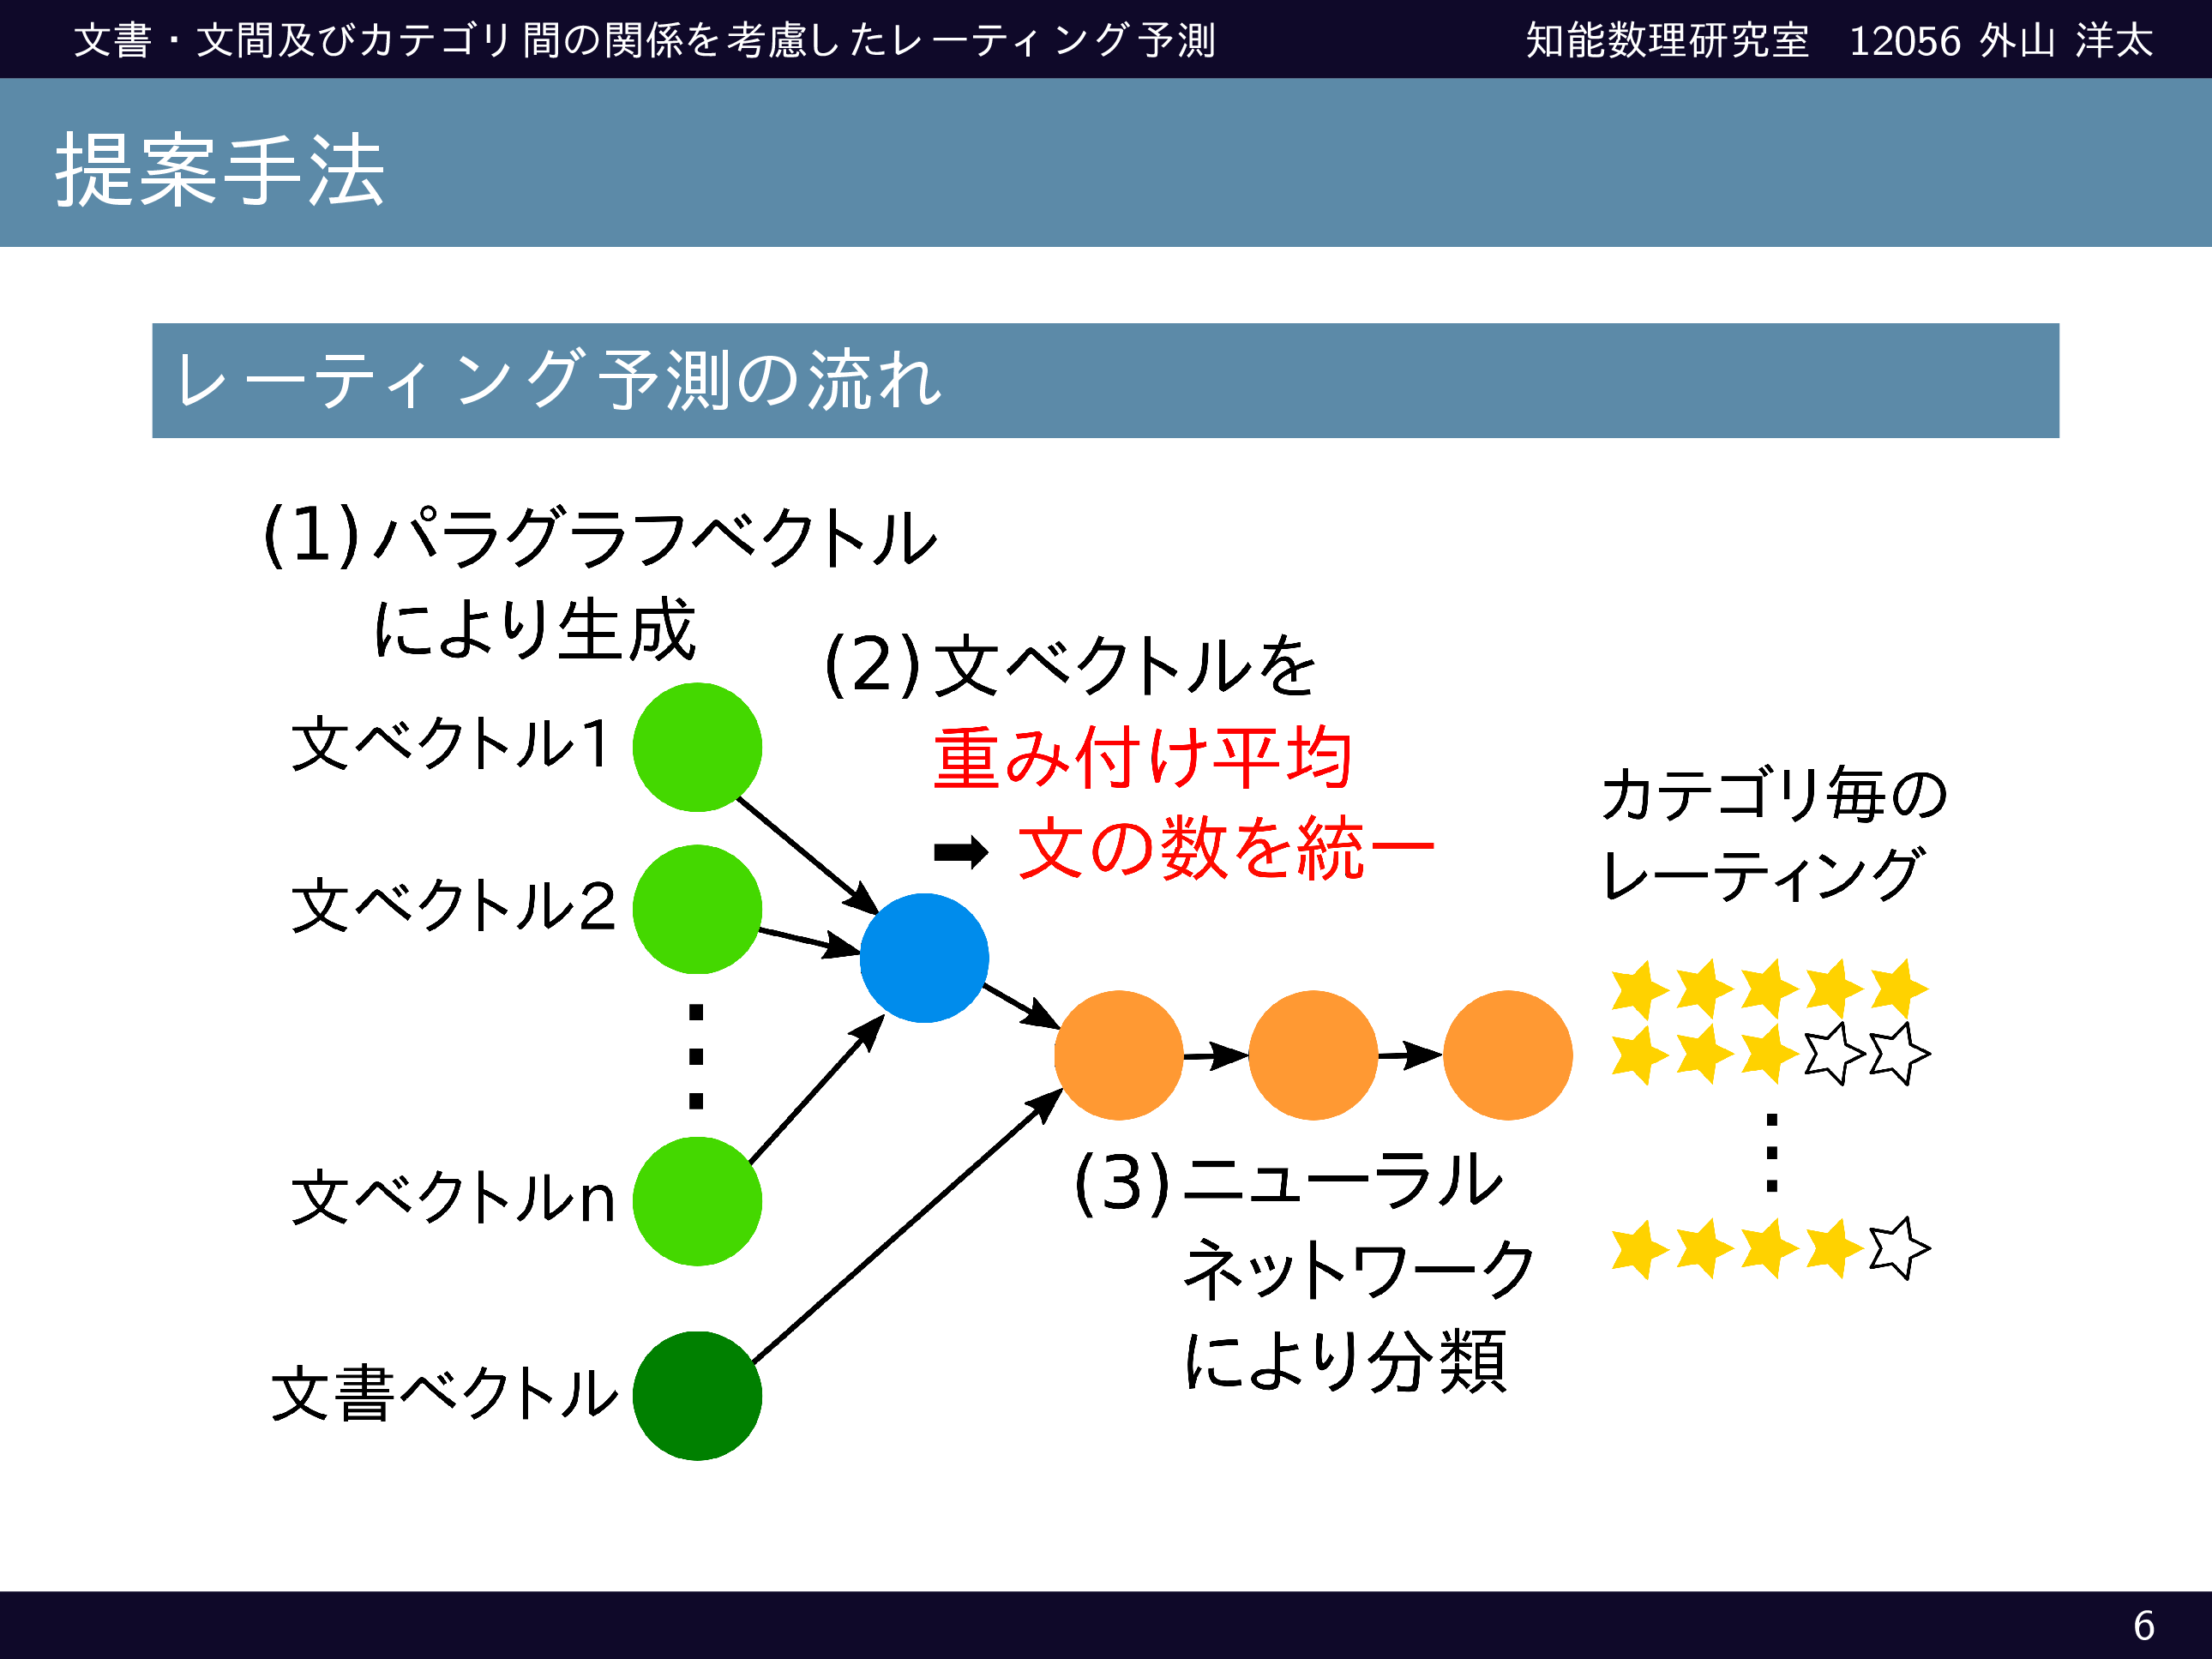 文書・文間及びカテゴリ間の関係を考慮したレーティング予測
知能数理研究室　12056 外山 洋太
提案手法
レーティング予測の流れ
(1)パラグラフベクトル
により生成
(2)文ベクトルを
重み付け平均
➡ 文の数を統一
文ベクトル1
文ベクトル2
⋮
文ベクトルn
文書ベクトル
(3)ニューラル
ネットワーク
により分類
カテゴリ毎の
レーティング
⋮
6